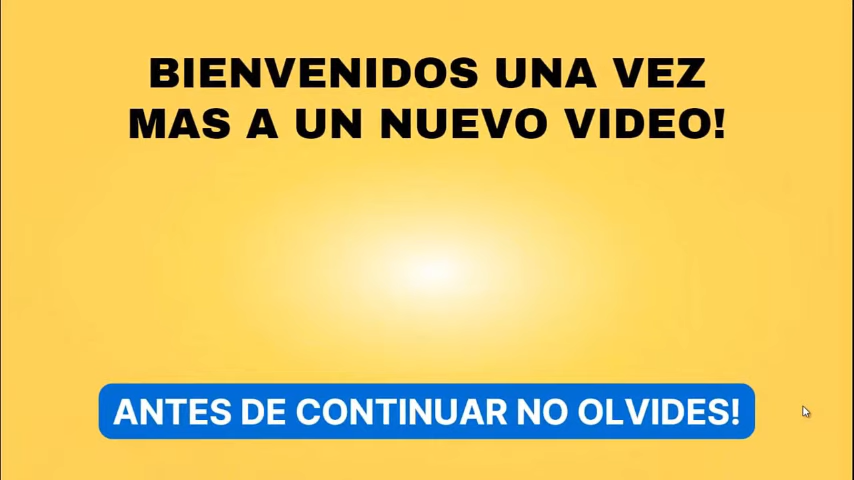 BIENVENIDOS UNA VEZ
MAS A UN NUEVO VIDEO!
ANTES DE CONTINUAR NO OLVIDES!